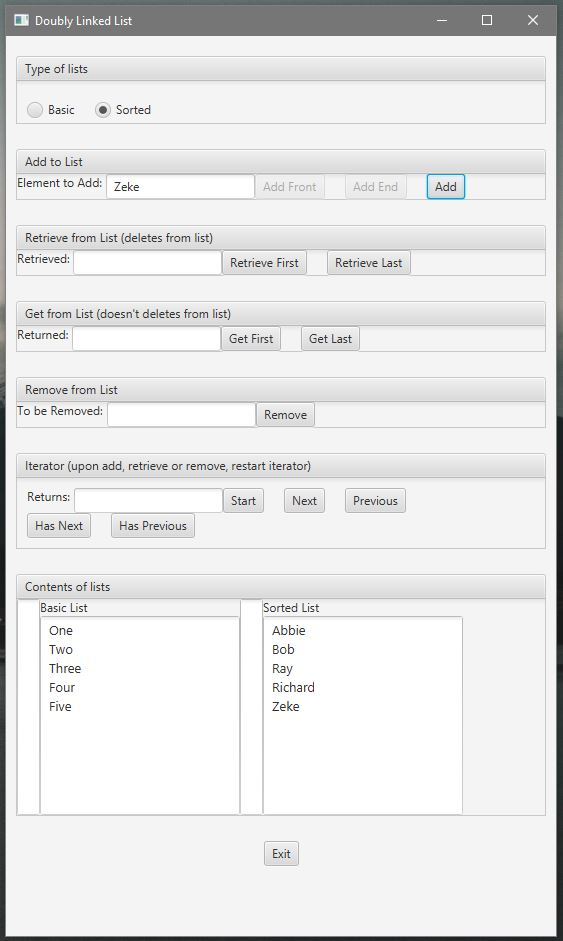 Doubly Linked List
Type of lists
Basic Sorted
Add to List
Element to Add: Zeke Add Front Add End Add
Retrieve from List (deletes from list)
Retrieved: Retrieve First Retrieve Last
Get from List (doesn't deletes from list)
Returned: Get First Get Last
Remove from List
To be Removed: Remove
Iterator (upon add, retrieve or remove, restart iterator)
Returns: Start Next Previous
Has Next Has Previous
Contents of lists
Basic List Sorted List
One Abbie
Two Bob
Three Ray
Four Richard
Five Zeke
Exit